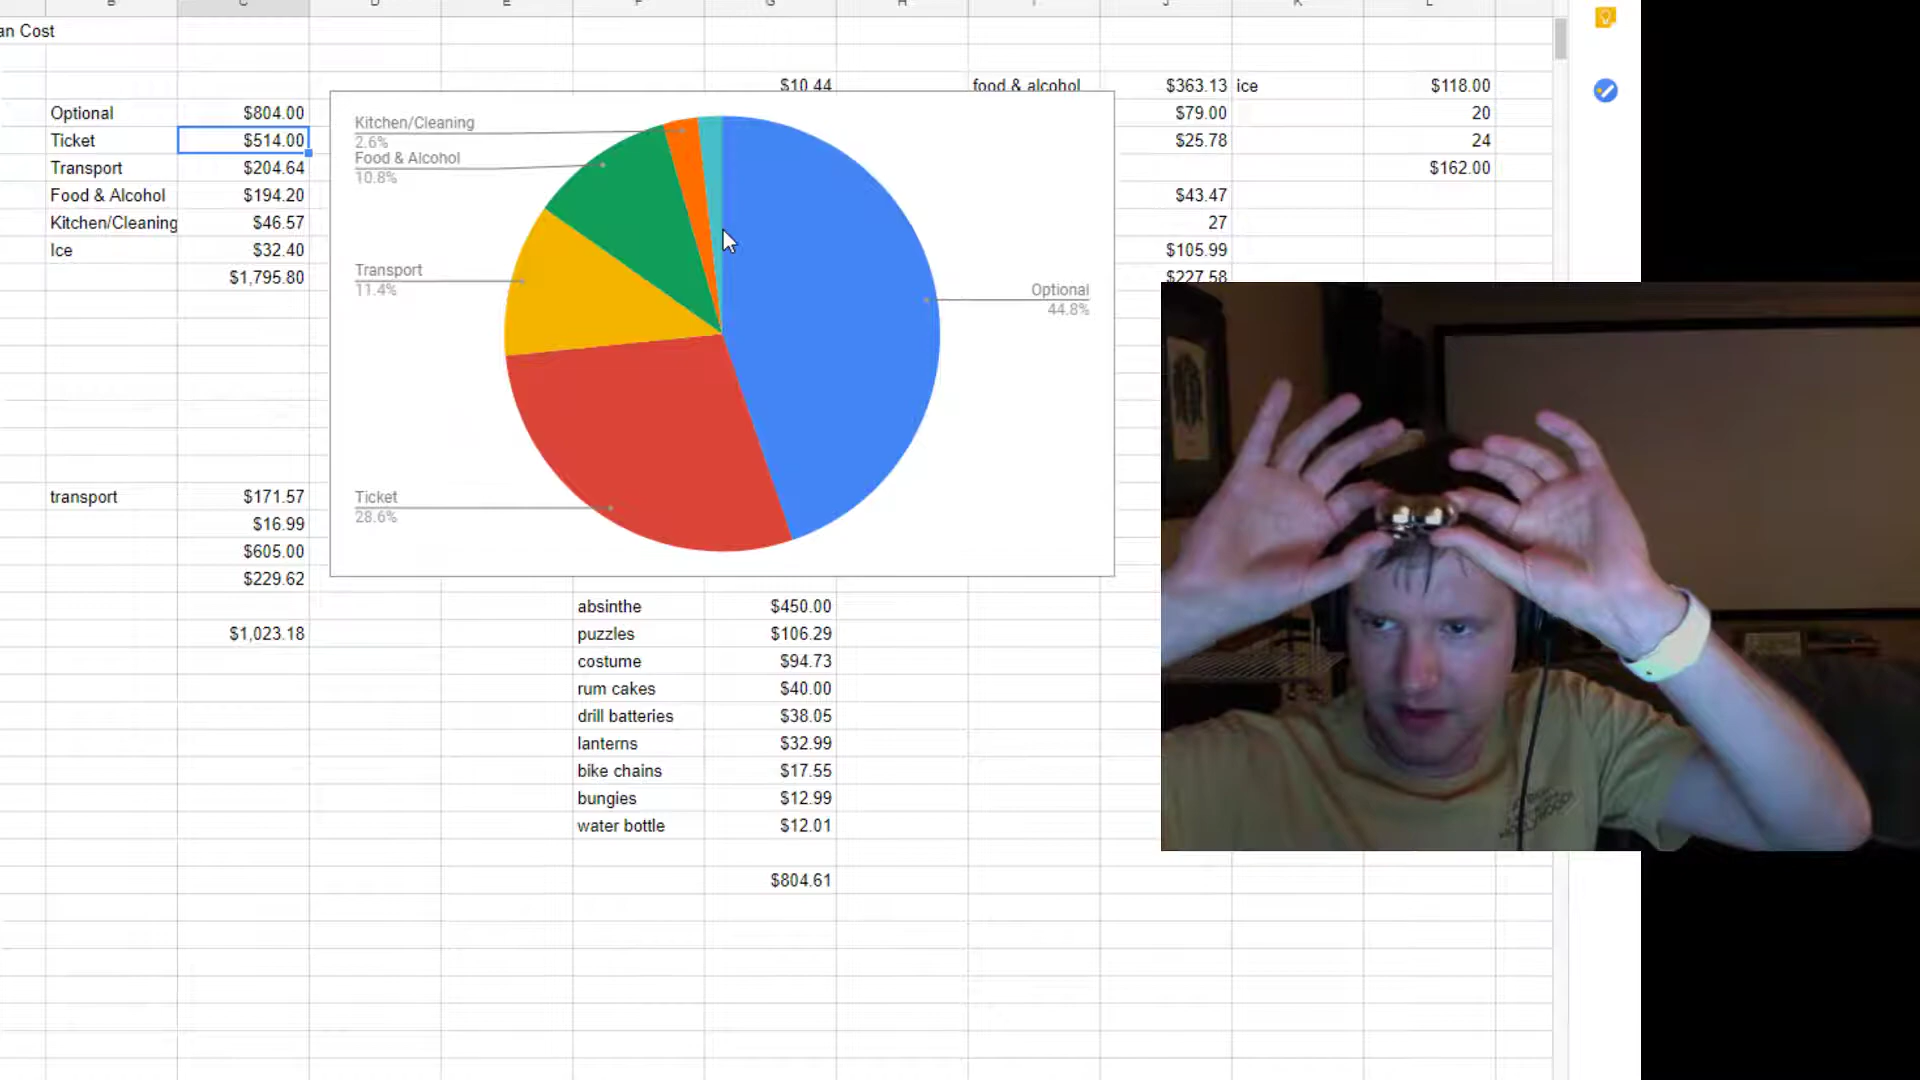 an Cost
$10.44 food & alcohol $363.13 ice $118.00
Optional $804.00 $79.00 20
Ticket $514.00 $25.78 24
Transport $204.64 $162.00
Food & Alcohol $194.20 $43.47
Kitchen/Cleaning $46.57 27
Ice $32.40 $105.99
$1,795.80 $227.58
Kitchen/Cleaning
2.6%
Food & Alcohol
10.8%
Transport
11.4%
Optional
44.8%
Ticket
28.6%
transport $171.57
$16.99
$605.00
$229.62
absinthe $450.00
$1,023.18 puzzles $106.29
costume $94.73
rum cakes $40.00
drill batteries $38.05
lanterns $32.99
bike chains $17.55
bungies $12.99
water bottle $12.01
$804.61